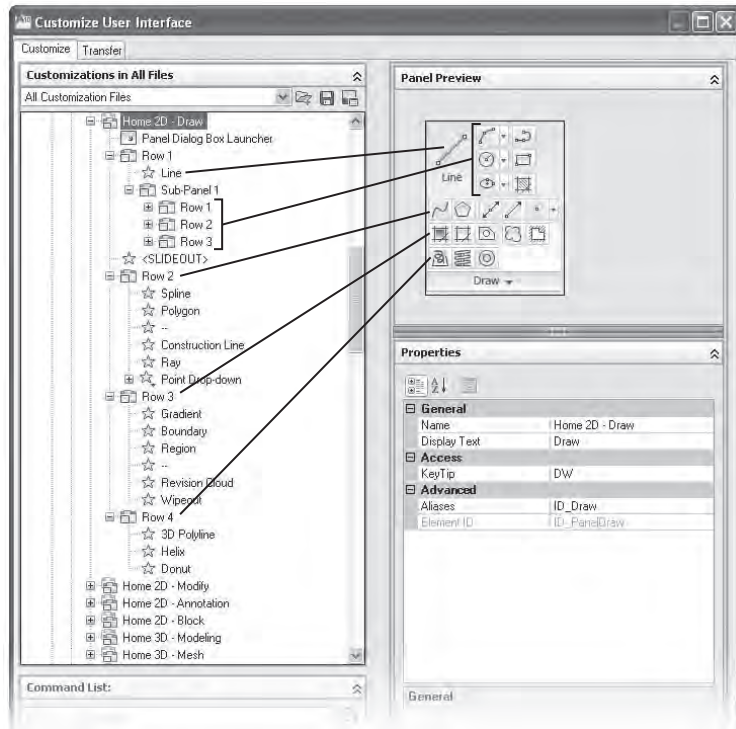 Customize User Interface
Customize
Transfer
Customizations in All Files
All Customization Files
Home 2D - Draw
Panel Dialog Box Launcher
Row 1
Line
Sub-Panel 1
Row 1
Row 2
Row 3
<SLIDEOUT>
Row 2
Spline
Polygon
--
Construction Line
Ray
Point Drop-down
Row 3
Gradient
Boundary
Region
--
Revision Cloud
Wipeout
Row 4
3D Polyline
Helix
Donut
Home 2D - Modify
Home 2D - Annotation
Home 2D - Block
Home 3D - Modeling
Home 3D - Mesh
Command List:
Panel Preview
Line
Draw
Properties
General
Name Home 2D - Draw
Display Text Draw
Access
KeyTip DW
Advanced
Aliases ID_Draw
Element ID ID_PanelDraw
General